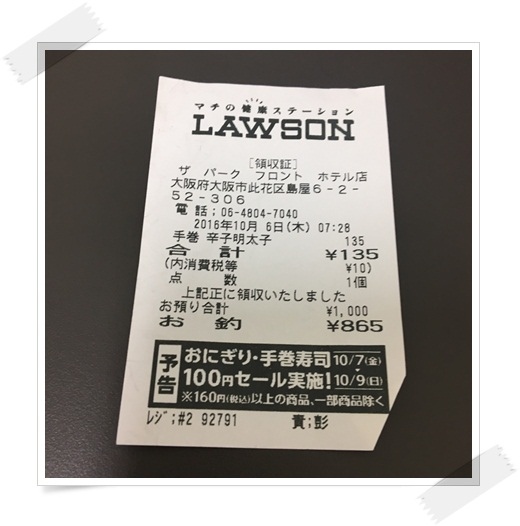 マチの健康ステーション
LAWSON
[領収証]
ザ パーク フロント ホテル店
大阪府大阪市此花区島屋6-2-
52-306
電話;06-4804-7040
2016年10月 6日(木) 07:28
手巻 辛子明太子 135
合計 ¥135
(内消費税等 ¥10)
点数 1個
上記正に領収いたしました
お預り合計 ¥1,000
お釣 ¥865
予告
おにぎり・手巻寿司 10/7(金)
100円セール実施! 10/9(日)
※160円(税込)以上の商品、一部商品除く
レジ;#2 92791 責;彭